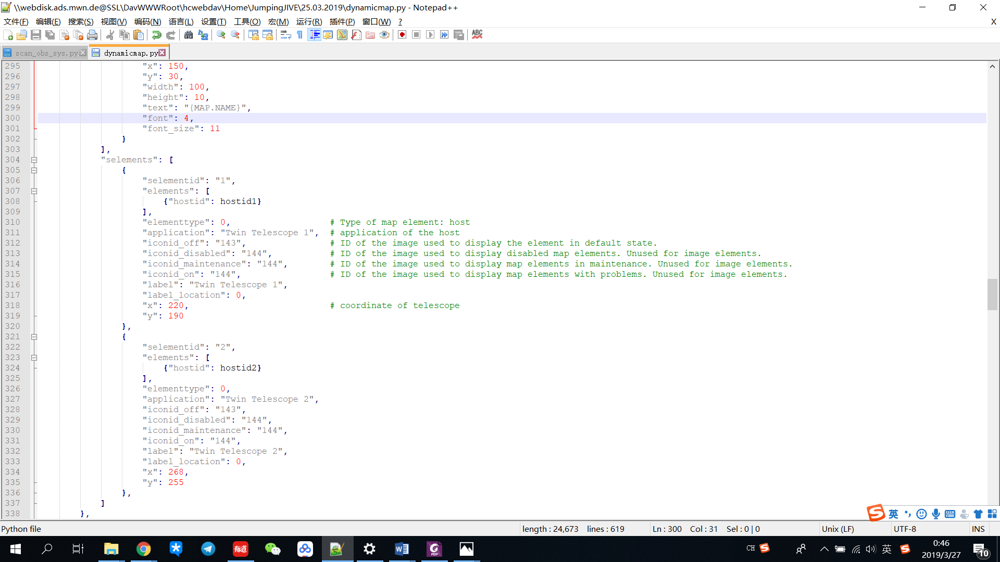 \\webdisk.ads.mwn.de@SSL\DavWWWRoot\hcwebdav\Home\JumpingJIVE\25.03.2019\dynamicmap.py - Notepad++
文件(F) 编辑(E) 搜索(S) 视图(V) 编码(N) 语言(L) 设置(T) 工具(O) 宏(M) 运行(R) 插件(P) 窗口(W) ? X
ABC
scan_obs_sys.py dynamicmap.py
295 "x": 150,
296 "y": 30,
297 "width": 100,
298 "height": 10,
299 "text": "{MAP.NAME}",
300 "font": 4,
301 "font_size": 11
302 }
303 ],
304 "selements": [
305 {
306 "selementid": "1",
307 "elements": [
308 {"hostid": hostid1}
309 ],
310 "elementtype": 0, # Type of map element: host
311 "application": "Twin Telescope 1", # application of the host
312 "iconid_off": "143", # ID of the image used to display the element in default state.
313 "iconid_disabled": "144", # ID of the image used to display disabled map elements. Unused for image elements.
314 "iconid_maintenance": "144", # ID of the image used to display map elements in maintenance. Unused for image elements.
315 "iconid_on": "144", # ID of the image used to display map elements with problems. Unused for image elements.
316 "label": "Twin Telescope 1",
317 "label_location": 0,
318 "x": 220, # coordinate of telescope
319 "y": 190
320 },
321 {
322 "selementid": "2",
323 "elements": [
324 {"hostid": hostid2}
325 ],
326 "elementtype": 0,
327 "application": "Twin Telescope 2",
328 "iconid_off": "143",
329 "iconid_disabled": "144",
330 "iconid_maintenance": "144",
331 "iconid_on": "144",
332 "label": "Twin Telescope 2",
333 "label_location": 0,
334 "x": 268,
335 "y": 255
336 },
337 ]
338 },
S 英
Python file length : 24,673 lines : 619 Ln : 300 Col : 31 Sel : 0 | 0 Unix (LF) UTF-8 INS
有道 W PDF CH S 英 S 0:46
2019/3/27 10